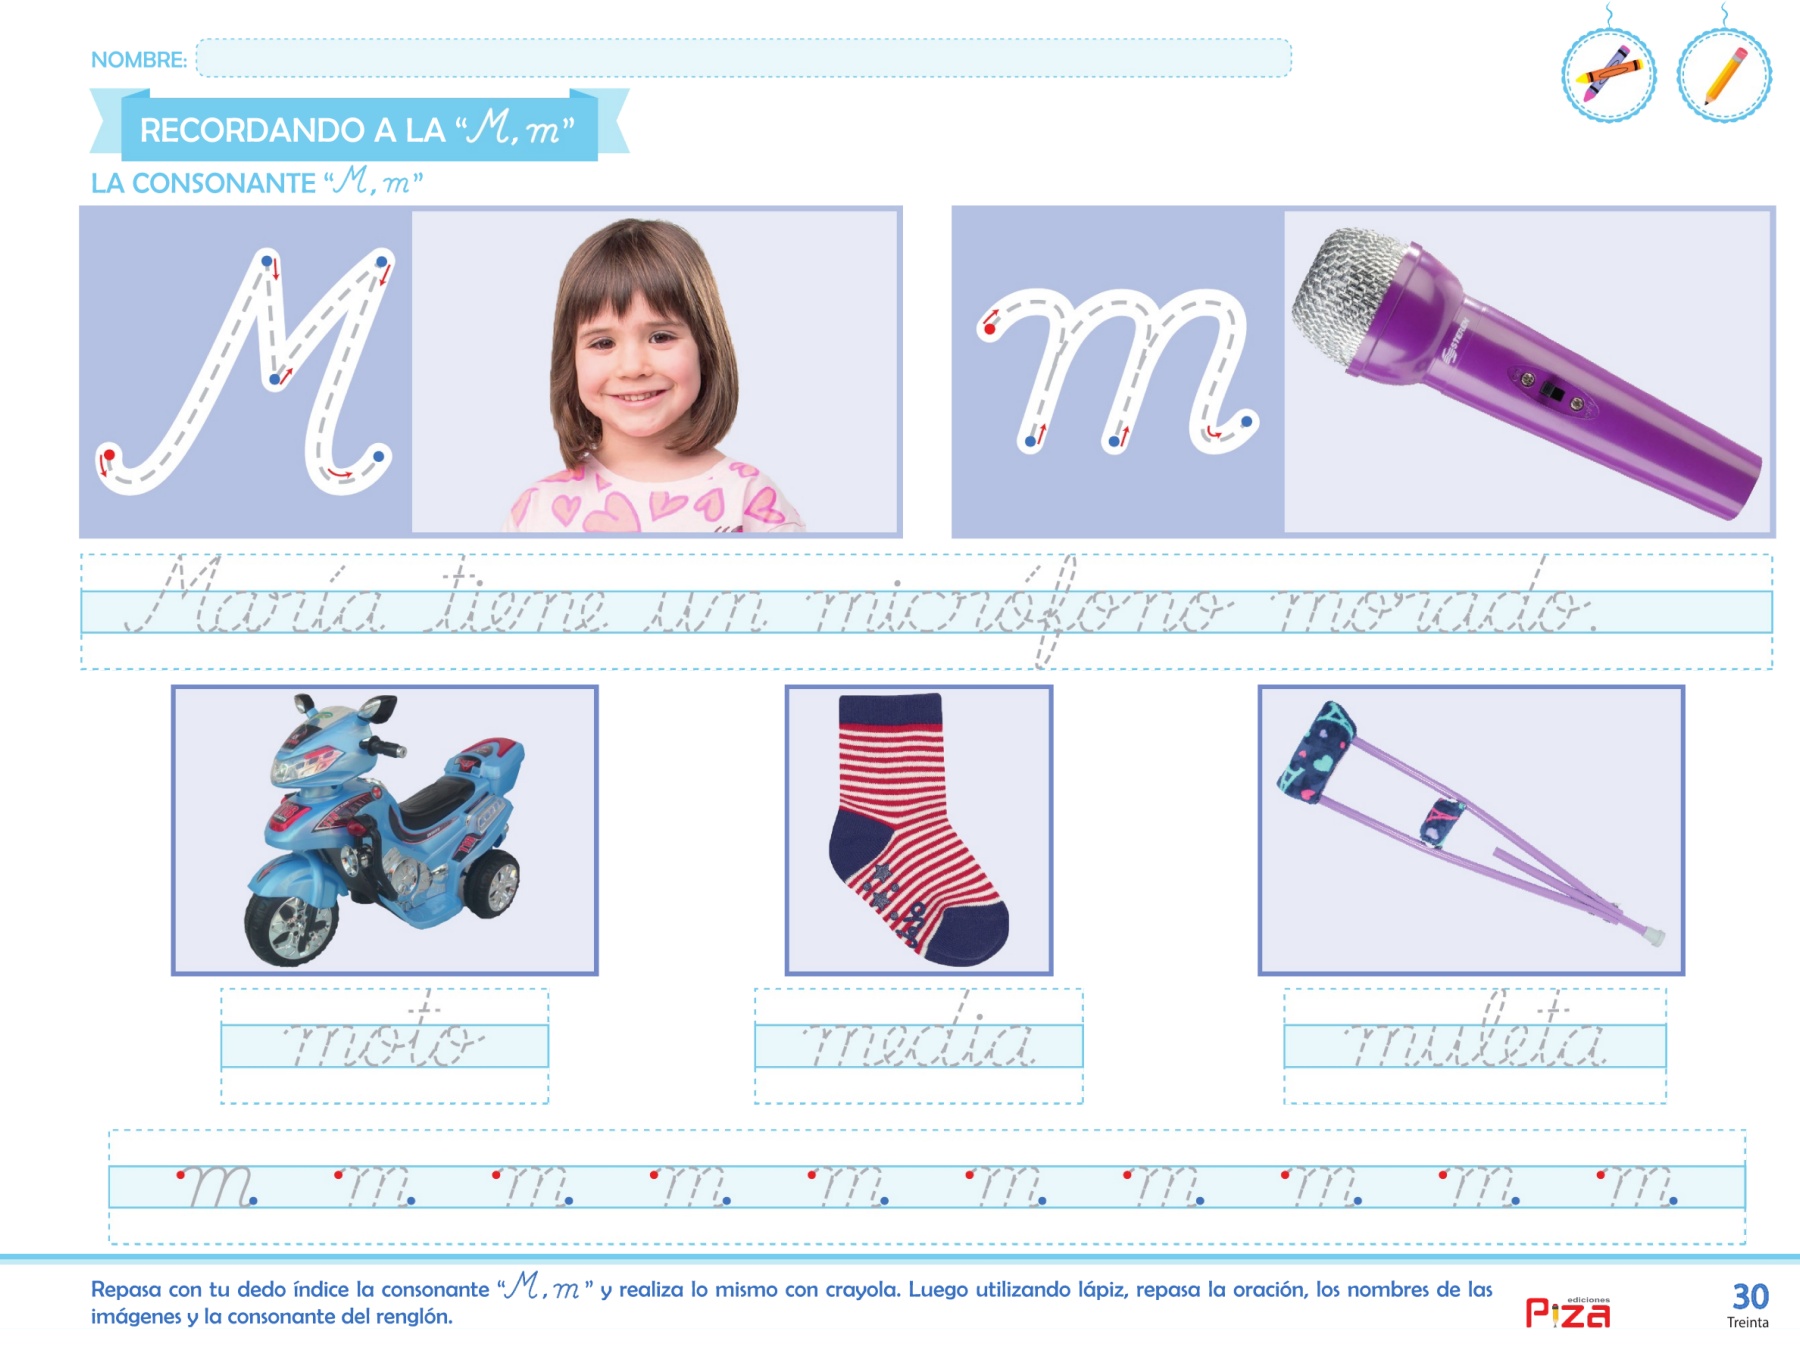 NOMBRE:
RECORDANDO A LA “M, m”
LA CONSONANTE “M, m”
M
m
STEREN
María tiene un micrófono morado.
moto
media
muleta
m m m m m m m m m m
Repasa con tu dedo índice la consonante “M, m” y realiza lo mismo con crayola. Luego utilizando lápiz, repasa la oración, los nombres de las
imágenes y la consonante del renglón.
ediciones
Piza
30
Treinta